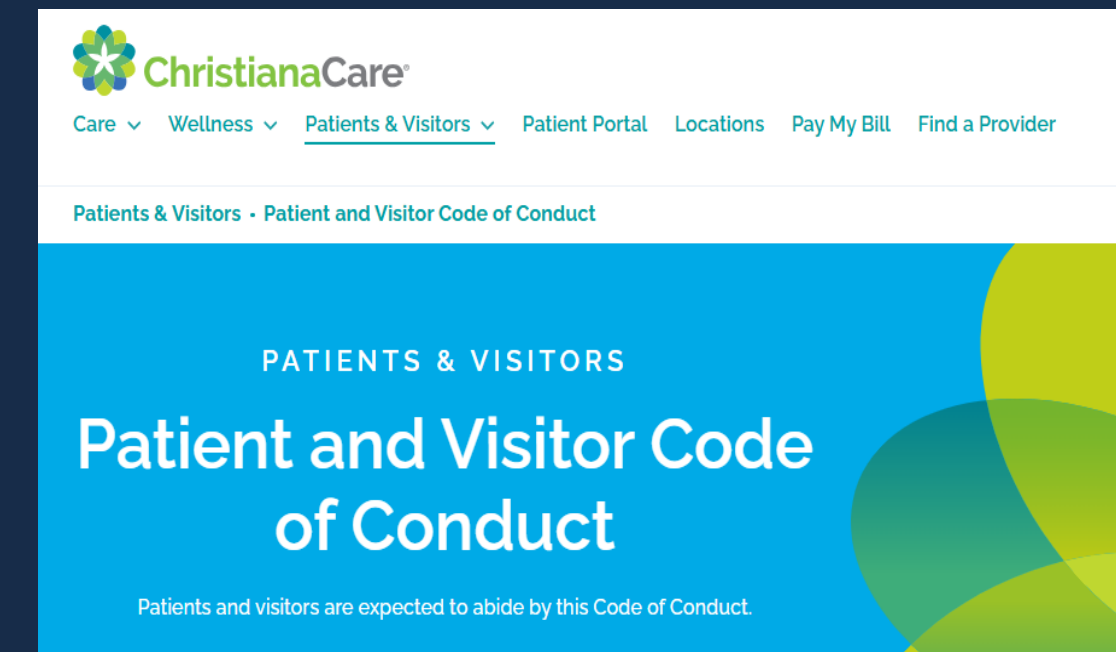 ChristianaCare®
Care Wellness Patients & Visitors Patient Portal Locations Pay My Bill Find a Provider
Patients & Visitors • Patient and Visitor Code of Conduct
PATIENTS & VISITORS
Patient and Visitor Code
of Conduct
Patients and visitors are expected to abide by this Code of Conduct.